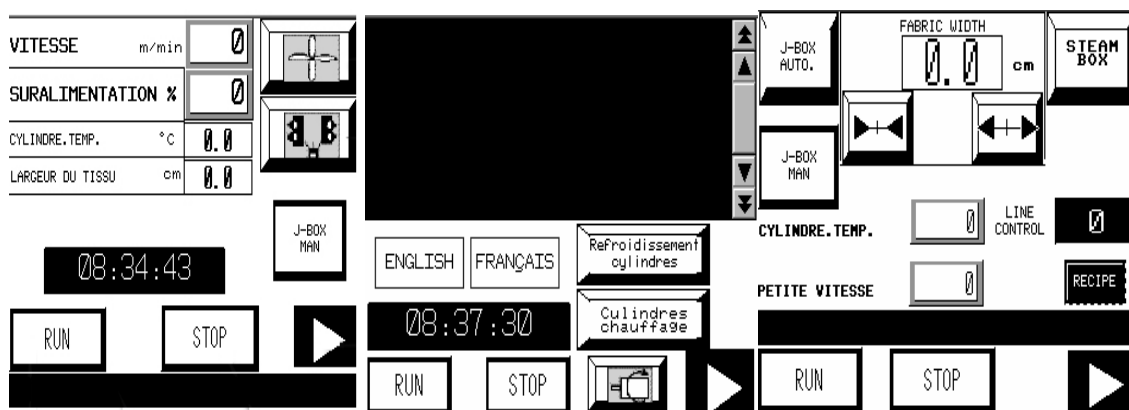 VITESSE m/min 0
SURALIMENTATION % 0
CYLINDRE.TEMP. °C 0.0
LARGEUR DU TISSU cm 0.0
J-BOX
MAN
08:34:43
RUN STOP
ENGLISH FRANÇAIS
Refroidissement
cylindres
08:37:30
Culindres
chauffage
RUN STOP
J-BOX
AUTO.
FABRIC WIDTH
0.0 cm
STEAM
BOX
J-BOX
MAN
CYLINDRE.TEMP. 0
LINE
CONTROL
0
PETITE VITESSE 0
RECIPE
RUN STOP